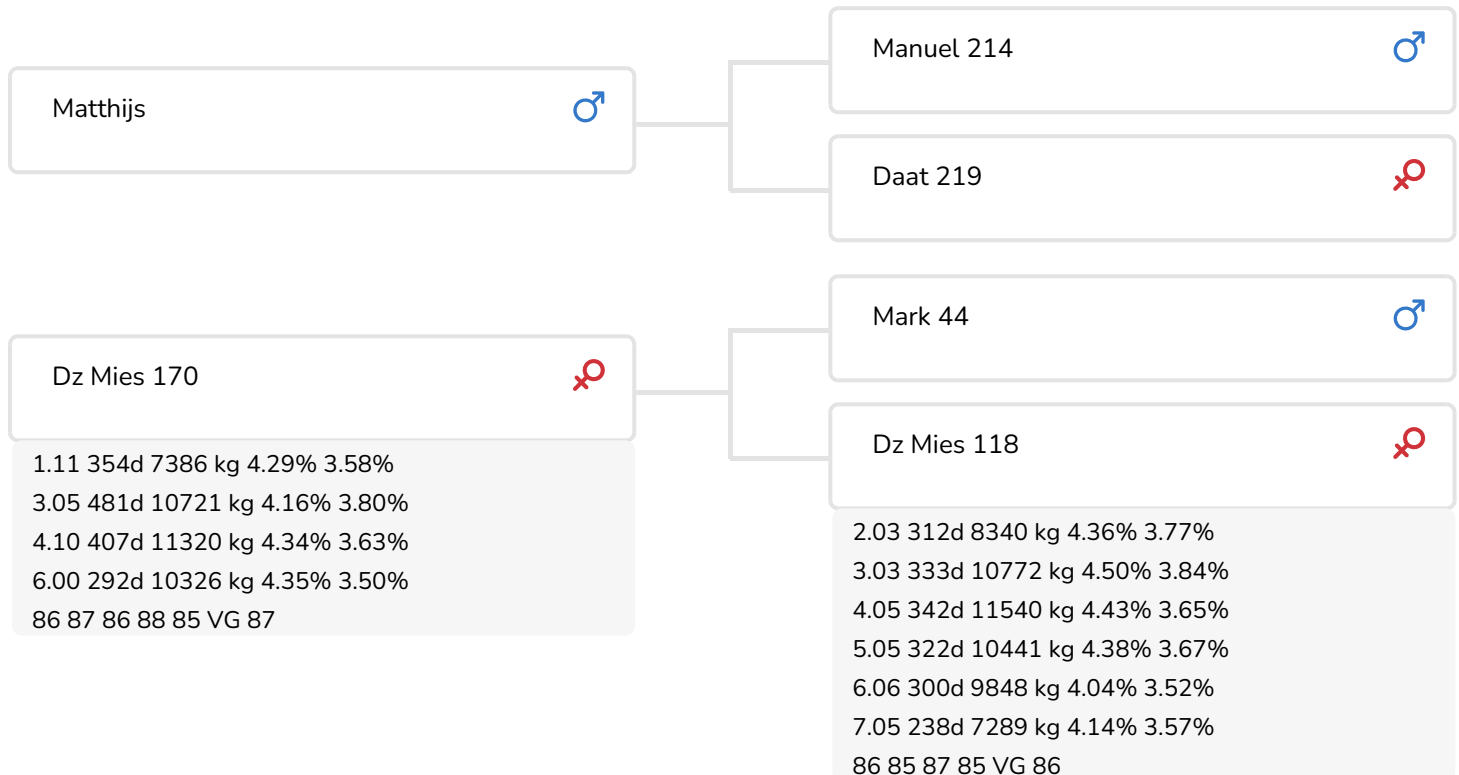 Matthijs
Manuel 214
Daat 219
Dz Mies 170
1.11 354d 7386 kg 4.29% 3.58%
3.05 481d 10721 kg 4.16% 3.80%
4.10 407d 11320 kg 4.34% 3.63%
6.00 292d 10326 kg 4.35% 3.50%
86 87 86 88 85 VG 87
Mark 44
Dz Mies 118
2.03 312d 8340 kg 4.36% 3.77%
3.03 333d 10772 kg 4.50% 3.84%
4.05 342d 11540 kg 4.43% 3.65%
5.05 322d 10441 kg 4.38% 3.67%
6.06 300d 9848 kg 4.04% 3.52%
7.05 238d 7289 kg 4.14% 3.57%
86 85 87 85 VG 86